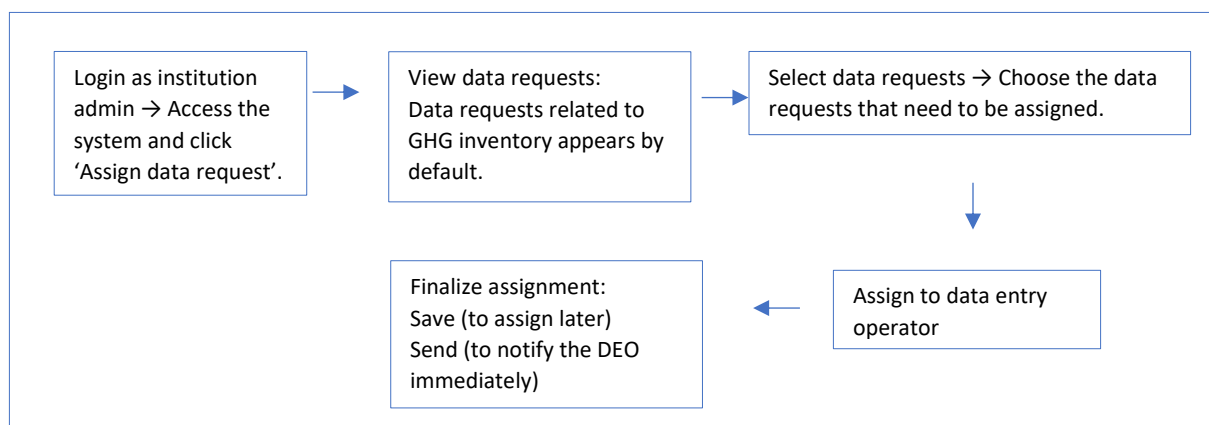 Login as institution
admin → Access the
system and click
‘Assign data request’.
View data requests:
Data requests related to
GHG inventory appears by
default.
Select data requests → Choose the data
requests that need to be assigned.
Assign to data entry
operator
Finalize assignment:
Save (to assign later)
Send (to notify the DEO
immediately)